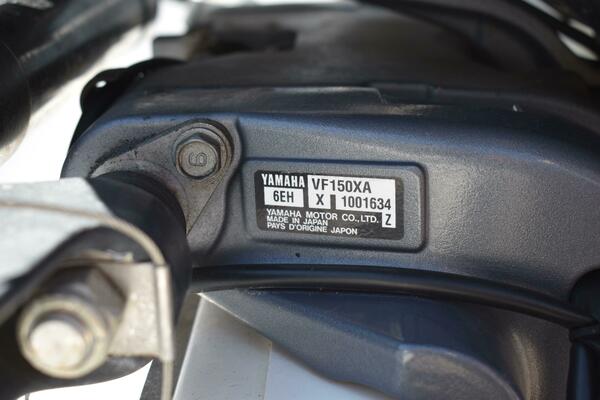 YAMAHA VF150XA
6EH X 1001634
YAMAHA MOTOR CO., LTD. Z
MADE IN JAPAN
PAYS D'ORIGINE JAPON